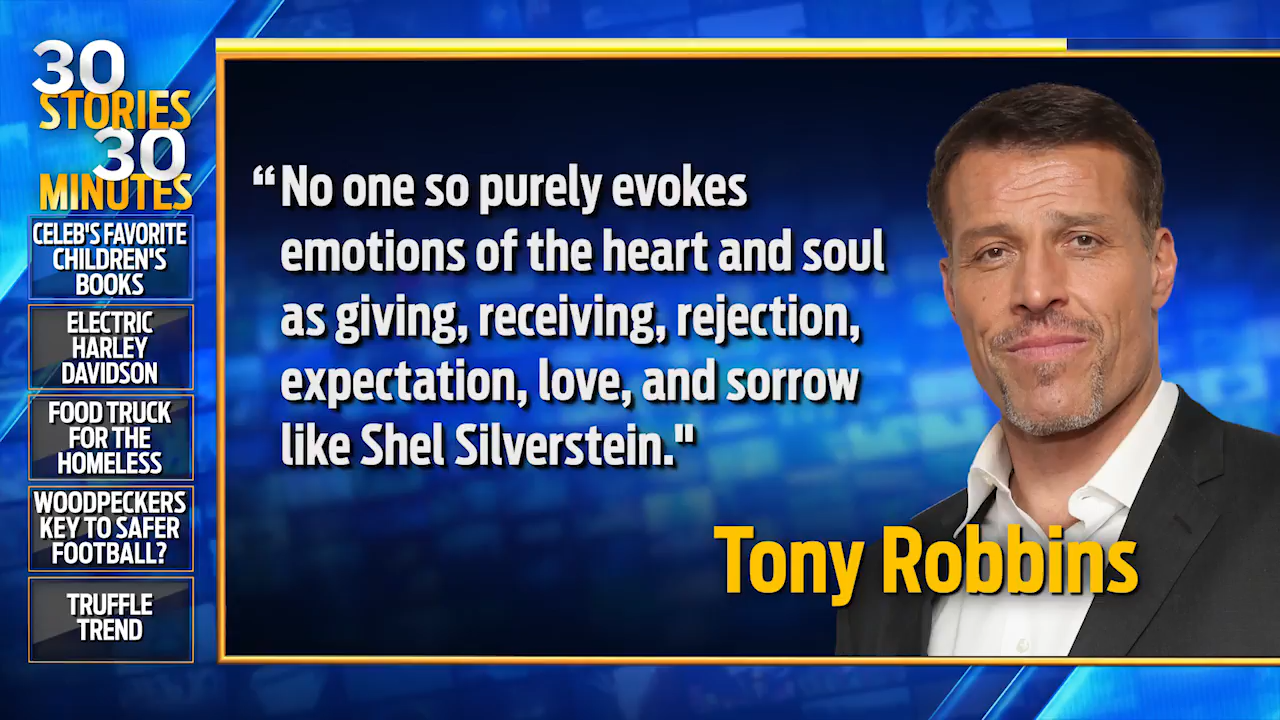 30
STORIES
30
MINUTES
CELEB'S FAVORITE
CHILDREN'S
BOOKS
ELECTRIC
HARLEY
DAVIDSON
FOOD TRUCK
FOR THE
HOMELESS
WOODPECKERS
KEY TO SAFER
FOOTBALL?
TRUFFLE
TREND
“No one so purely evokes
emotions of the heart and soul
as giving, receiving, rejection,
expectation, love, and sorrow
like Shel Silverstein."
Tony Robbins